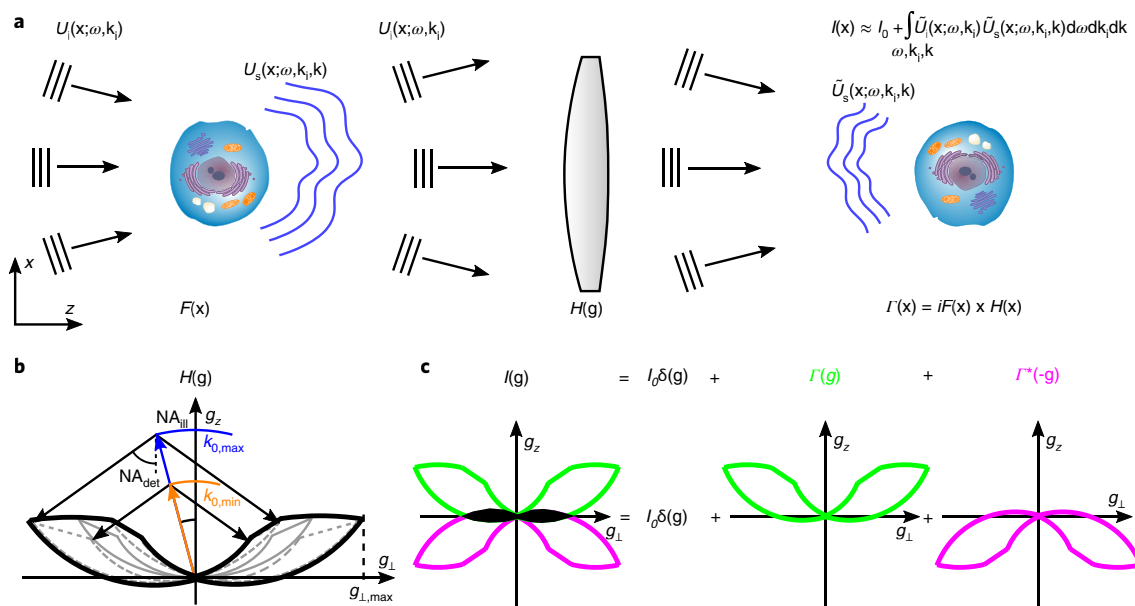 a
U_i(x;ω,k_i)
U_i(x;ω,k_i)
I(x) ≈ I_0 + ∫Ũ_i(x;ω,k_i)Ũ_s(x;ω,k_i,k)dωdk_idk
ω,k_i,k
U_s(x;ω,k_i,k)
Ũ_s(x;ω,k_i,k)
x
z
F(x)
H(g)
Γ(x) = iF(x) x H(x)
b
H(g)
NA_ill
g_z
k_0,max
NA_det
k_0,min
g_⊥
g_⊥,max
c
I(g) = I_0δ(g) + Γ(g) + Γ*(-g)
g_z
g_z
g_z
g_⊥ = I_0δ(g) + g_⊥ + g_⊥